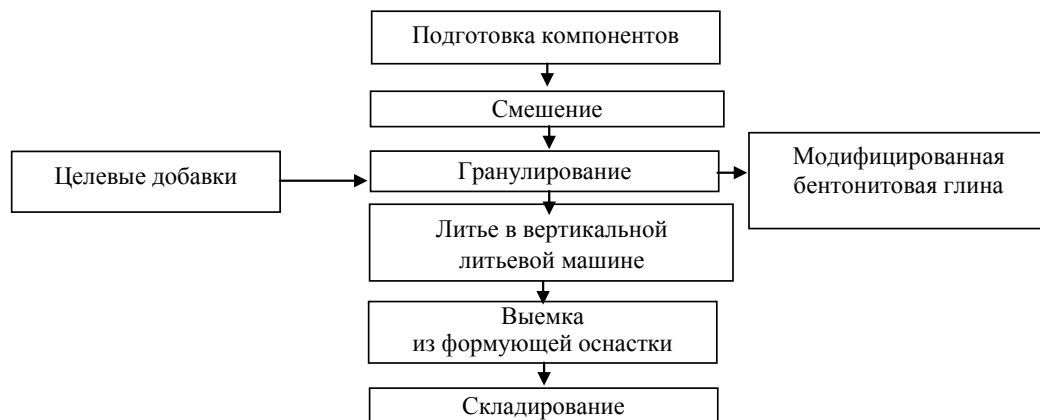 Подготовка компонентов
Смешение
Целевые добавки
Гранулирование
Модифицированная
бентонитовая глина
Литье в вертикальной
литьевой машине
Выемка
из формующей оснастки
Складирование